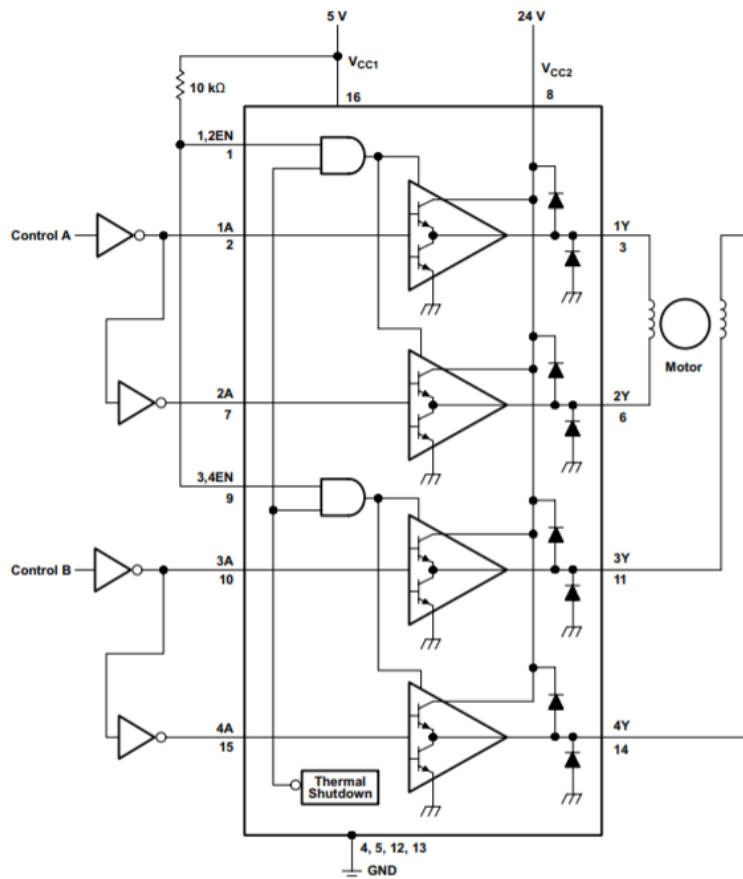 5 V
24 V
VCC1
VCC2
10 kΩ
16
8
1,2EN
1
Control A
1A
2
1Y
3
Motor
2A
7
2Y
6
3,4EN
9
Control B
3A
10
3Y
11
4A
15
4Y
14
Thermal
Shutdown
4, 5, 12, 13
GND